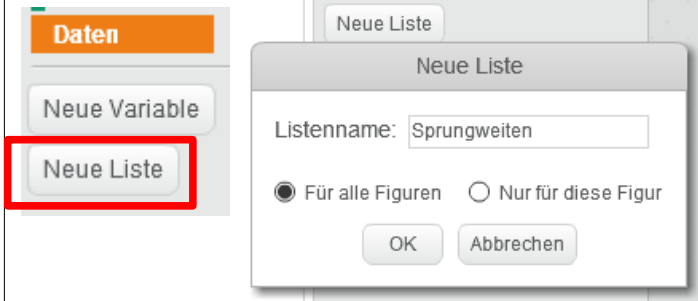 Daten
Neue Variable
Neue Liste
Neue Liste
Neue Liste
Listenname: Sprungweiten
Für alle Figuren Nur für diese Figur
OK Abbrechen